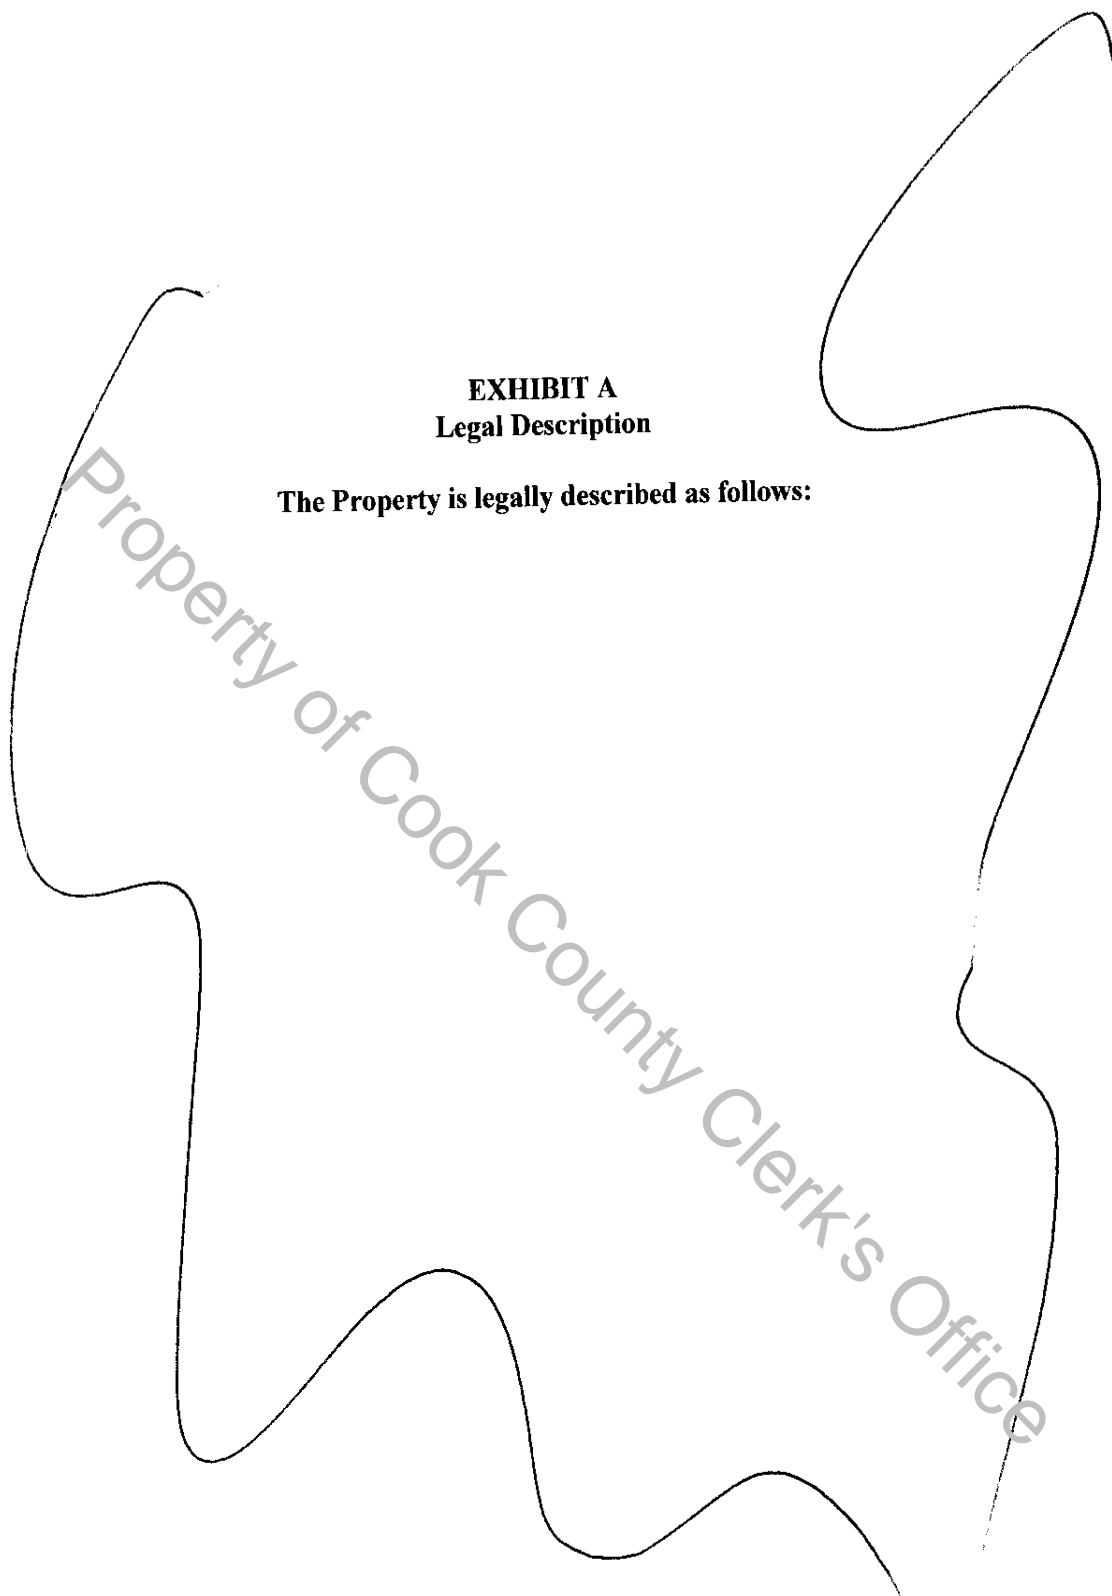 EXHIBIT A
Legal Description
The Property is legally described as follows:
Property of Cook County Clerk's Office